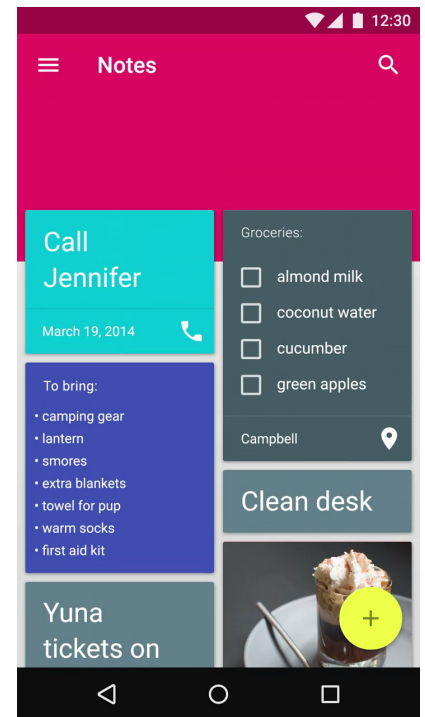 12:30
Notes
Call
Jennifer
March 19, 2014
Groceries:
almond milk
coconut water
cucumber
green apples
Campbell
To bring:
• camping gear
• lantern
• smores
• extra blankets
• towel for pup
• warm socks
• first aid kit
Clean desk
Yuna
tickets on
+